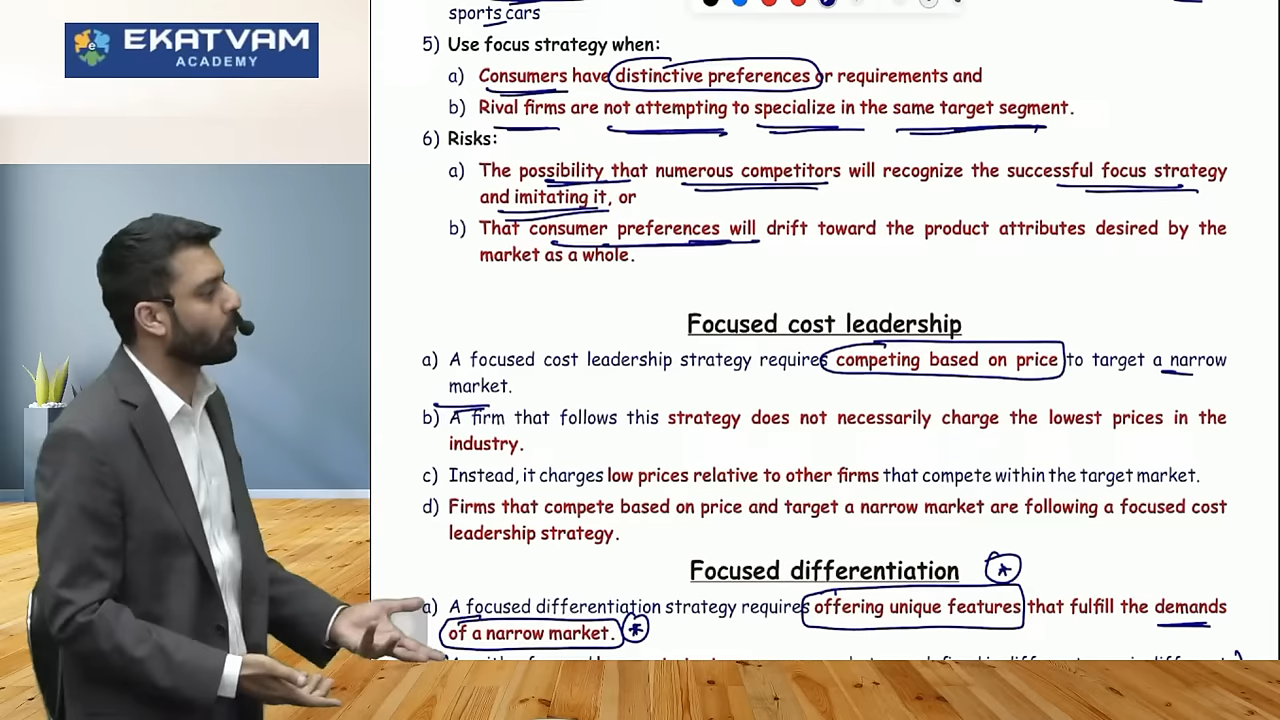 EKATVAM
ACADEMY
sports cars
5) Use focus strategy when:
a) Consumers have distinctive preferences or requirements and
b) Rival firms are not attempting to specialize in the same target segment.
6) Risks:
a) The possibility that numerous competitors will recognize the successful focus strategy
and imitating it, or
b) That consumer preferences will drift toward the product attributes desired by the
market as a whole.
Focused cost leadership
a) A focused cost leadership strategy requires competing based on price to target a narrow
market.
b) A firm that follows this strategy does not necessarily charge the lowest prices in the
industry.
c) Instead, it charges low prices relative to other firms that compete within the target market.
d) Firms that compete based on price and target a narrow market are following a focused cost
leadership strategy.
Focused differentiation
a) A focused differentiation strategy requires offering unique features that fulfill the demands
of a narrow market.